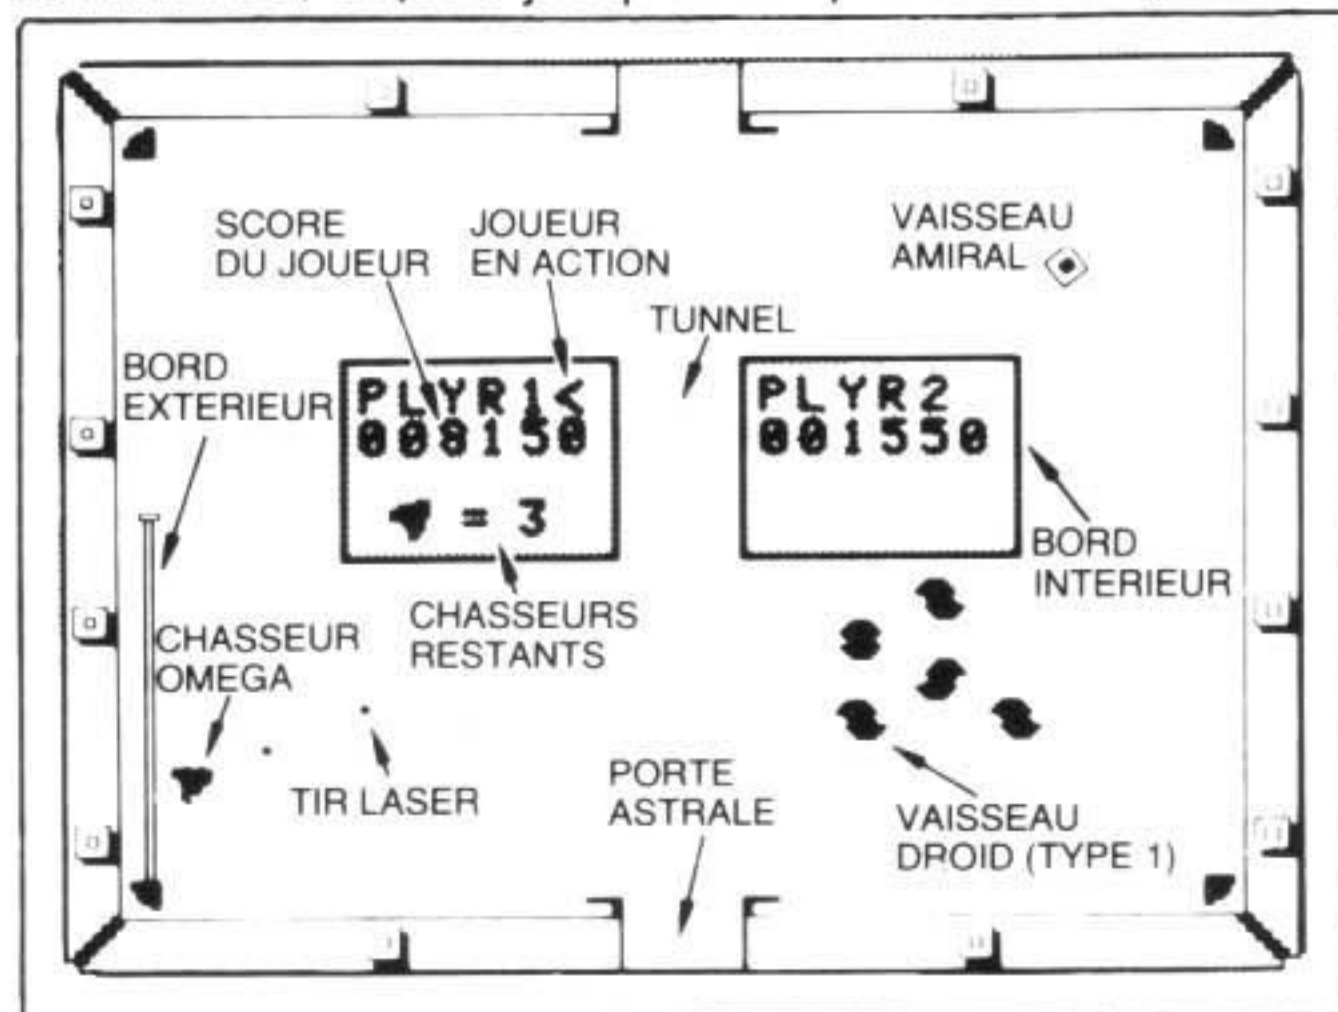 SCORE
DU JOUEUR
JOUEUR
EN ACTION
VAISSEAU
AMIRAL
TUNNEL
BORD
EXTERIEUR
PLYR1<
008150
= 3
PLYR2
001550
BORD
INTERIEUR
CHASSEURS
RESTANTS
CHASSEUR
OMEGA
TIR LASER
PORTE
ASTRALE
VAISSEAU
DROID (TYPE 1)